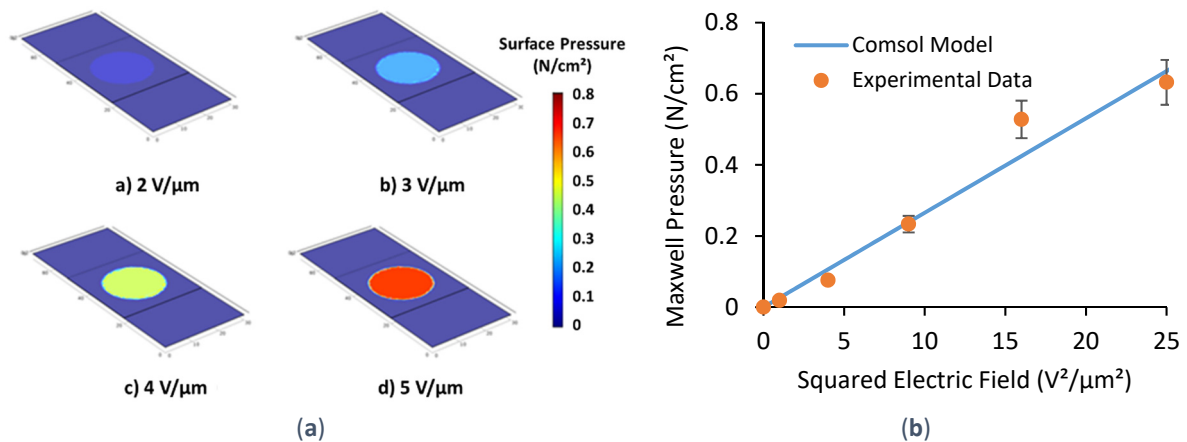 Surface Pressure
(N/cm²)
0.8
0.7
0.6
0.5
0.4
0.3
0.2
0.1
0
a) 2 V/µm
b) 3 V/µm
c) 4 V/µm
d) 5 V/µm
(a)
Maxwell Pressure (N/cm²)
0.8
0.6
0.4
0.2
0
Comsol Model
Experimental Data
0 5 10 15 20 25
Squared Electric Field (V²/µm²)
(b)